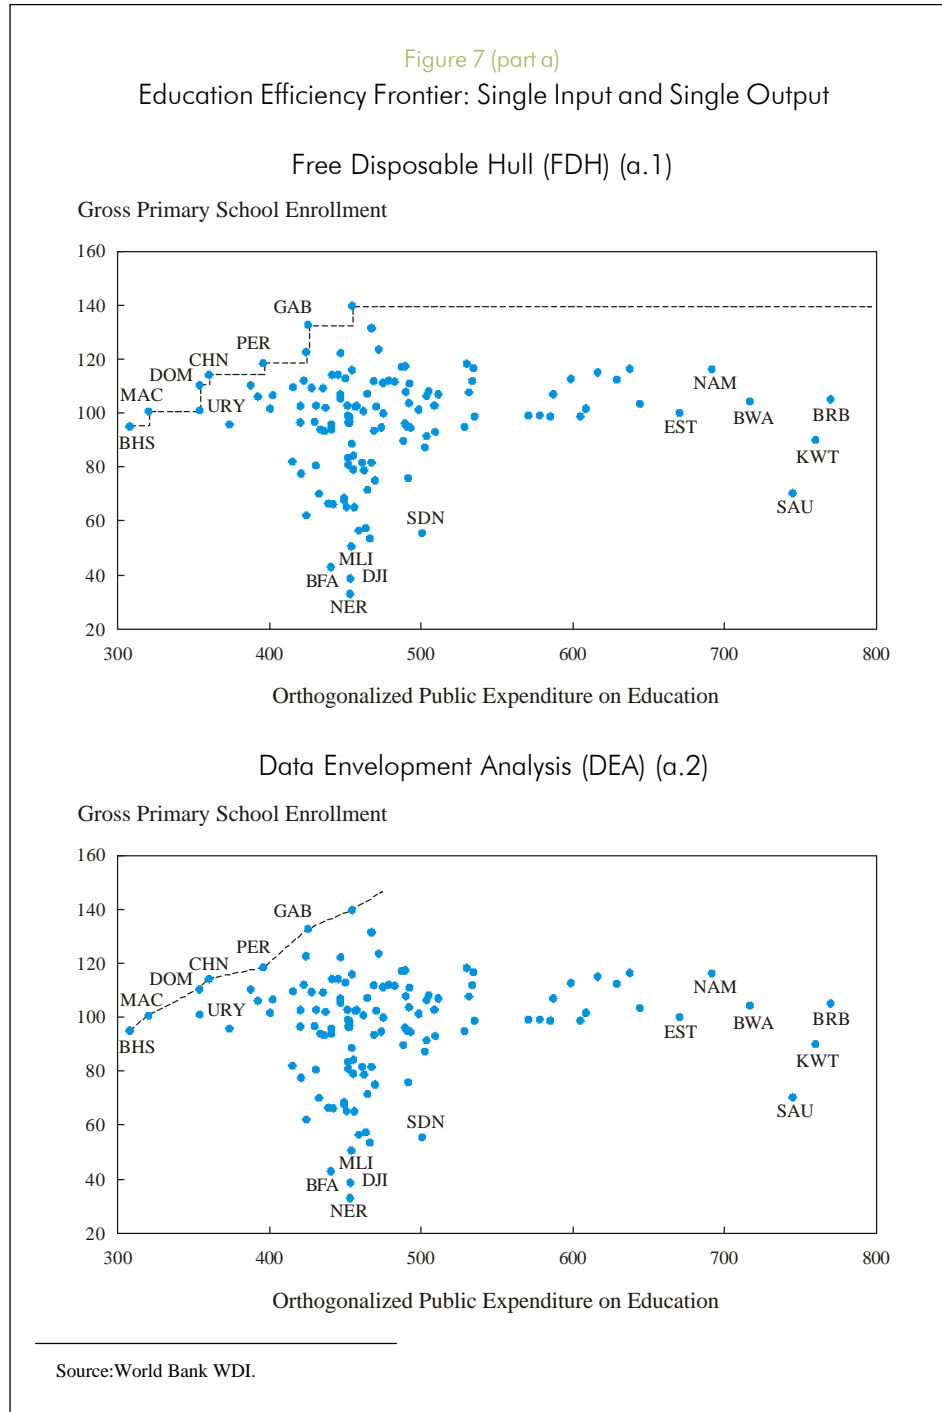 Figure 7 (part a)
Education Efficiency Frontier: Single Input and Single Output
Free Disposable Hull (FDH) (a.1)
Gross Primary School Enrollment
160
140
120
100
80
60
40
20
GAB
PER
CHN
DOM
MAC
URY
BHS
NAM
BWA
BRB
EST
KWT
SAU
SDN
MLI
BFA
DJI
NER
300 400 500 600 700 800
Orthogonalized Public Expenditure on Education
Data Envelopment Analysis (DEA) (a.2)
Gross Primary School Enrollment
160
140
120
100
80
60
40
20
GAB
PER
CHN
DOM
MAC
URY
BHS
NAM
BWA
BRB
EST
KWT
SAU
SDN
MLI
BFA
DJI
NER
300 400 500 600 700 800
Orthogonalized Public Expenditure on Education
Source:World Bank WDI.